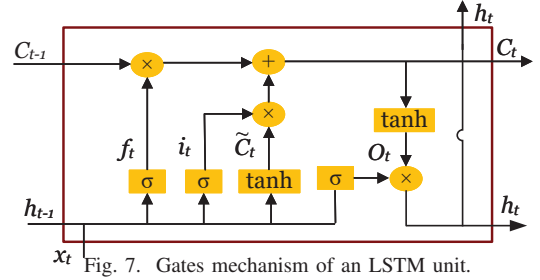 h_t
C_{t-1} × + C_t
tanh
f_t i_t × C̃_t O_t
σ σ tanh σ ×
h_{t-1} h_t
x_t
Fig. 7. Gates mechanism of an LSTM unit.